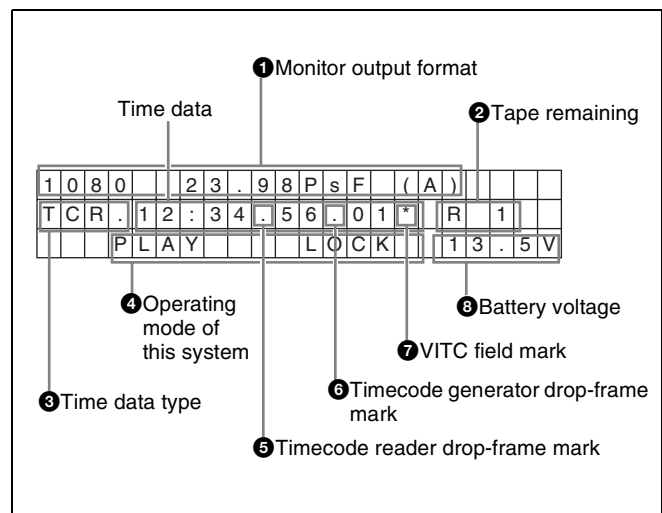 ❶Monitor output format
Time data
❷Tape remaining
1080 23.98PsF (A)
TCR.12:34.56.01* R 1
PLAY LOCK 13.5V
❹Operating
mode of
this system
❽Battery voltage
❼VITC field mark
❻Timecode generator drop-frame
mark
❸Time data type
❺Timecode reader drop-frame mark